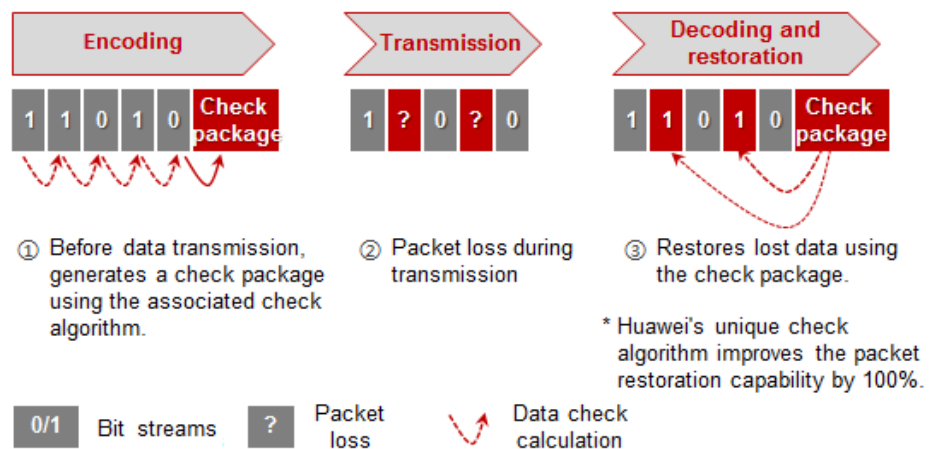 Encoding
Transmission
Decoding and
restoration
1 1 0 1 0 Check
package
1 ? 0 ? 0
1 1 0 1 0 Check
package
① Before data transmission,
generates a check package
using the associated check
algorithm.
② Packet loss during
transmission
③ Restores lost data using
the check package.
* Huawei's unique check
algorithm improves the packet
restoration capability by 100%.
0/1 Bit streams
? Packet
loss
Data check
calculation